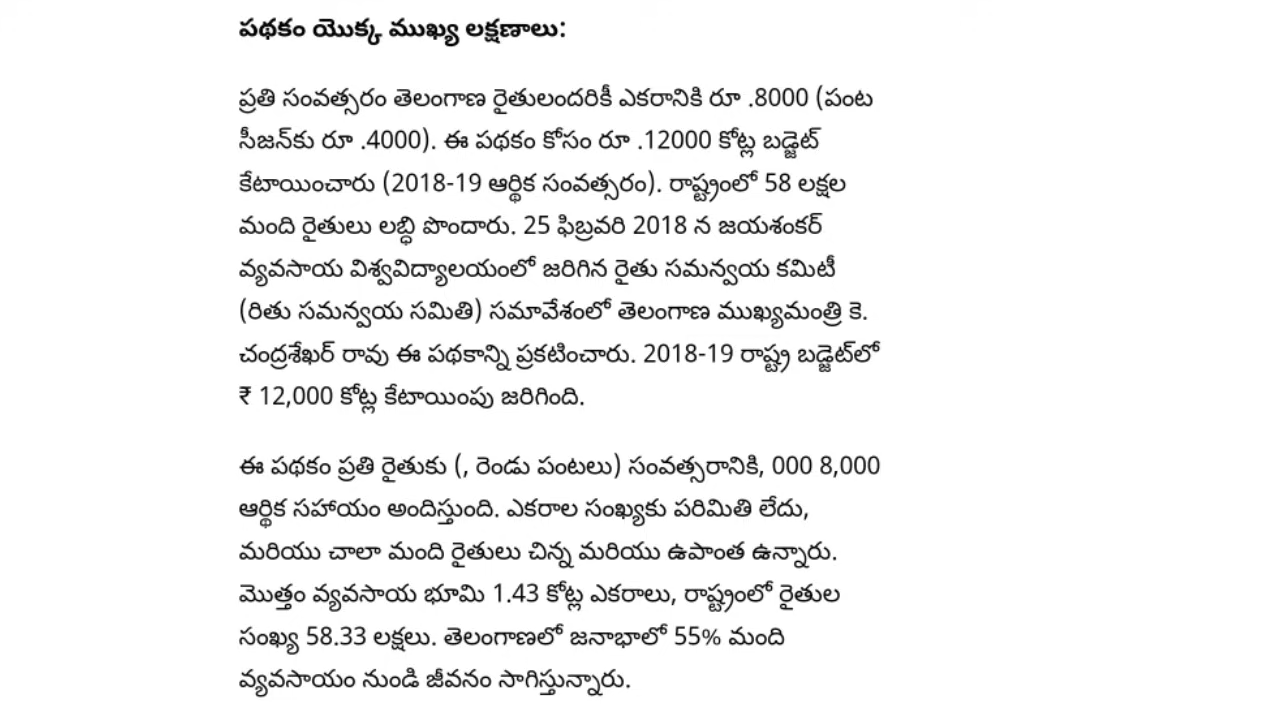 పథకం యొక్క ముఖ్య లక్షణాలు:
ప్రతి సంవత్సరం తెలంగాణ రైతులందరికీ ఎకరానికి రూ .8000 (పంట
సీజన్‌కు రూ .4000). ఈ పథకం కోసం రూ .12000 కోట్ల బడ్జెట్
కేటాయించారు (2018-19 ఆర్థిక సంవత్సరం). రాష్ట్రంలో 58 లక్షల
మంది రైతులు లబ్ధి పొందారు. 25 ఫిబ్రవరి 2018 న జయశంకర్
వ్యవసాయ విశ్వవిద్యాలయంలో జరిగిన రైతు సమన్వయ కమిటీ
(రితు సమన్వయ సమితి) సమావేశంలో తెలంగాణ ముఖ్యమంత్రి కె.
చంద్రశేఖర్ రావు ఈ పథకాన్ని ప్రకటించారు. 2018-19 రాష్ట్ర బడ్జెట్‌లో
₹ 12,000 కోట్ల కేటాయింపు జరిగింది.
ఈ పథకం ప్రతి రైతుకు (, రెండు పంటలు) సంవత్సరానికి, 000 8,000
ఆర్థిక సహాయం అందిస్తుంది. ఎకరాల సంఖ్యకు పరిమితి లేదు,
మరియు చాలా మంది రైతులు చిన్న మరియు ఉపాంత ఉన్నారు.
మొత్తం వ్యవసాయ భూమి 1.43 కోట్ల ఎకరాలు, రాష్ట్రంలో రైతుల
సంఖ్య 58.33 లక్షలు. తెలంగాణలో జనాభాలో 55% మంది
వ్యవసాయం నుండి జీవనం సాగిస్తున్నారు.